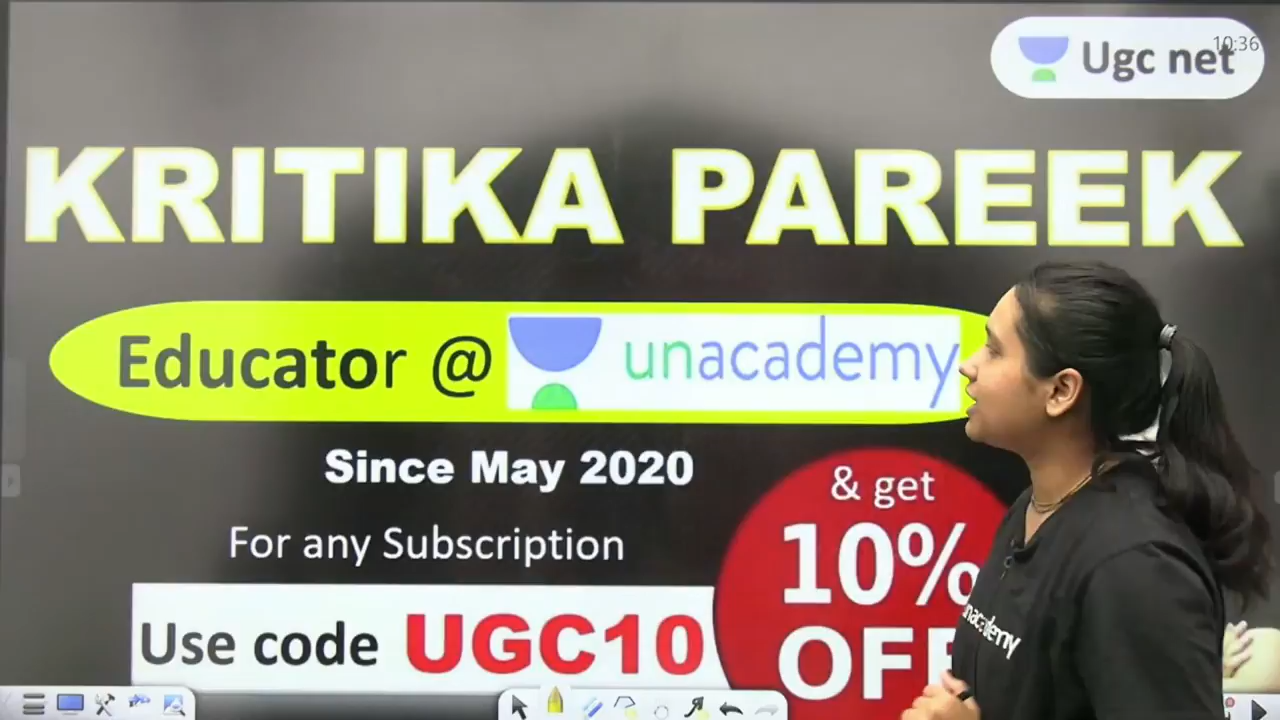 10:36
Ugc net
KRITIKA PAREEK
Educator @ unacademy
Since May 2020
& get
For any Subscription
10%
Use code UGC10
OFF
unacademy